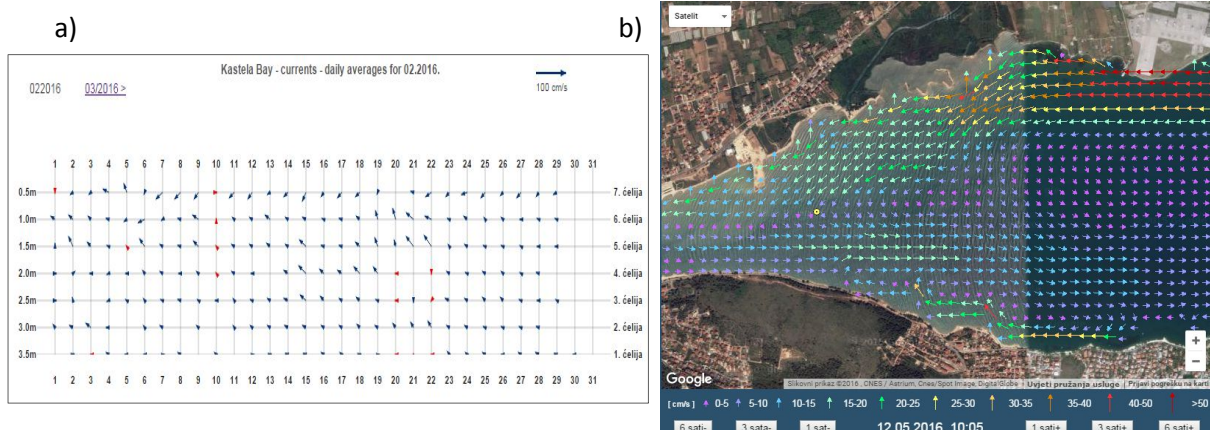 a)
b)
Kastela Bay - currents - daily averages for 02.2016.
022016 03/2016 >
100 cm/s
1 2 3 4 5 6 7 8 9 10 11 12 13 14 15 16 17 18 19 20 21 22 23 24 25 26 27 28 29 30 31
0.5m 7. ćelija
1.0m 6. ćelija
1.5m 5. ćelija
2.0m 4. ćelija
2.5m 3. ćelija
3.0m 2. ćelija
3.5m 1. ćelija
1 2 3 4 5 6 7 8 9 10 11 12 13 14 15 16 17 18 19 20 21 22 23 24 25 26 27 28 29 30 31
Satelit
+
−
Google
Slikovni prikaz ©2016 , CNES / Astrium, Cnes/Spot Image, DigitalGlobe Uvjeti pružanja usluge Prijavi pogrešku na karti
[ cm/s ] 0-5 5-10 10-15 15-20 20-25 25-30 30-35 35-40 40-50 >50
6 sati- 3 sata- 1 sat- 12.05.2016. 10:05 1 sati+ 3 sati+ 6 sati+